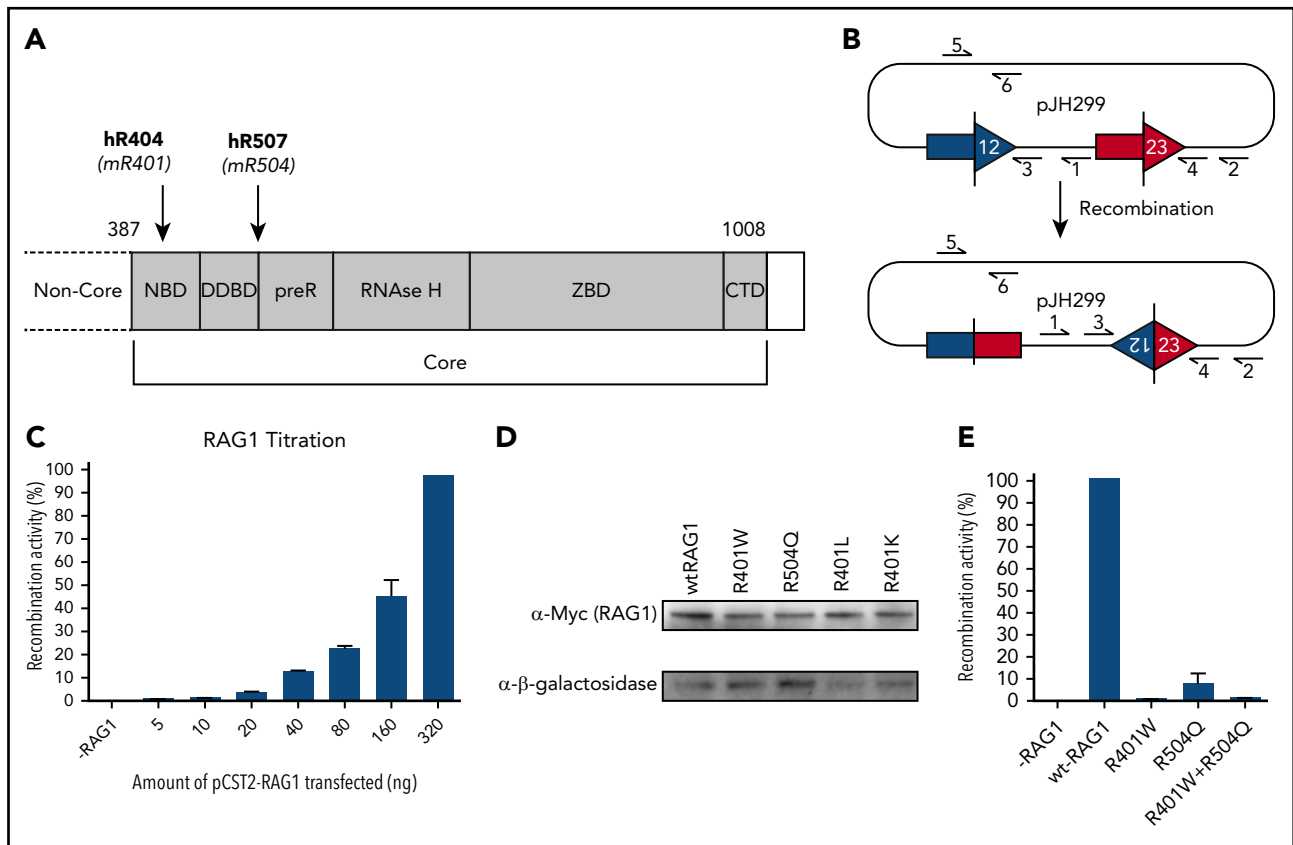 A
hR404
(mR401)
hR507
(mR504)
387
1008
Non-Core
NBD
DDBD
preR
RNAse H
ZBD
CTD
Core
B
5
6
pJH299
12
23
3
1
4
2
Recombination
5
6
pJH299
1
3
12
23
4
2
C
RAG1 Titration
Recombination activity (%)
100
90
80
70
60
50
40
30
20
10
0
-RAG1
5
10
20
40
80
160
320
Amount of pCST2-RAG1 transfected (ng)
D
wtRAG1
R401W
R504Q
R401L
R401K
α-Myc (RAG1)
α-β-galactosidase
E
Recombination activity (%)
100
90
80
70
60
50
40
30
20
10
0
-RAG1
wt-RAG1
R401W
R504Q
R401W+R504Q